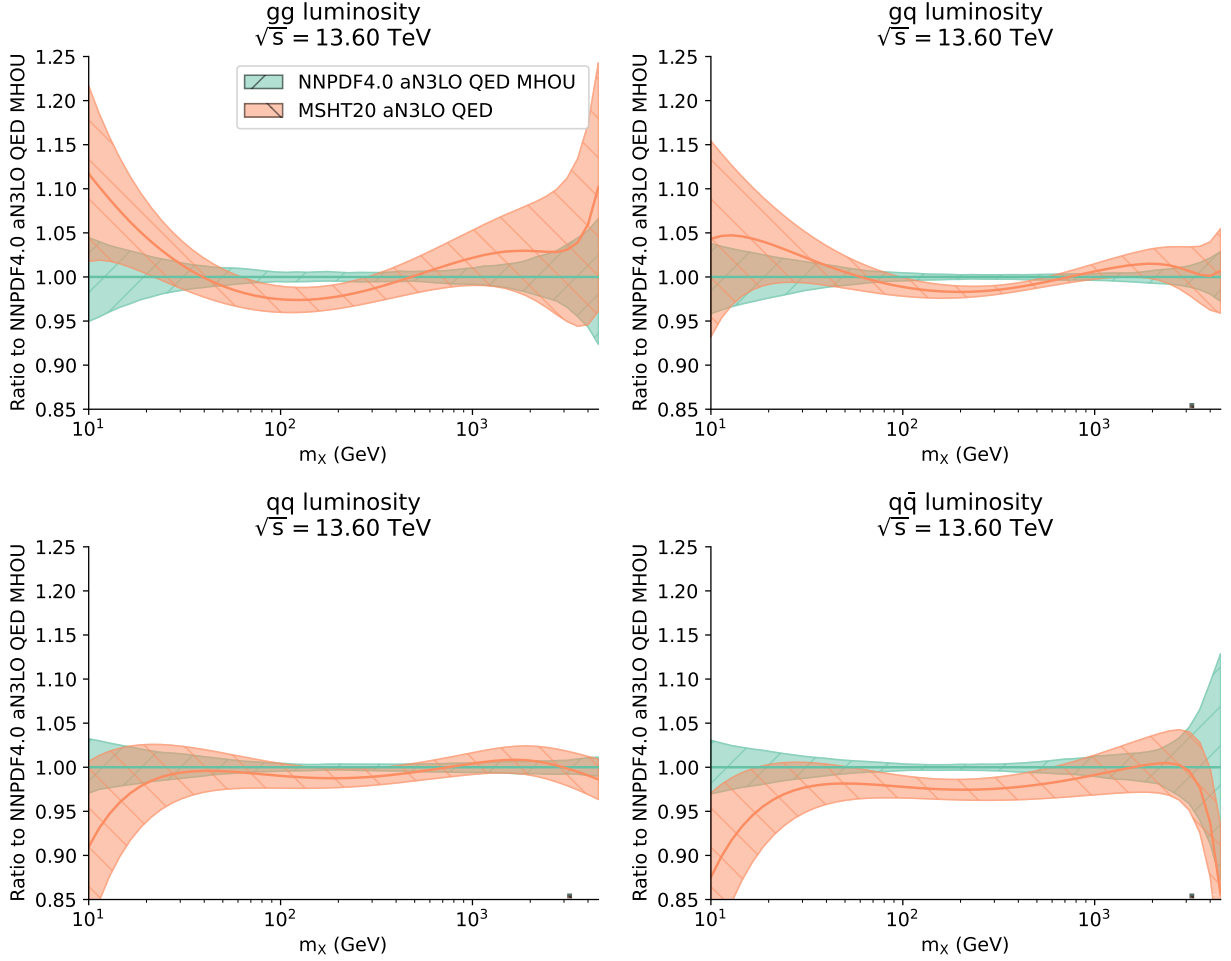 gg luminosity
√s = 13.60 TeV
Ratio to NNPDF4.0 aN3LO QED MHOU
1.25
1.20
1.15
1.10
1.05
1.00
0.95
0.90
0.85
NNPDF4.0 aN3LO QED MHOU
MSHT20 aN3LO QED
10¹ 10² 10³
m_X (GeV)
gq luminosity
√s = 13.60 TeV
Ratio to NNPDF4.0 aN3LO QED MHOU
1.25
1.20
1.15
1.10
1.05
1.00
0.95
0.90
0.85
10¹ 10² 10³
m_X (GeV)
qq luminosity
√s = 13.60 TeV
Ratio to NNPDF4.0 aN3LO QED MHOU
1.25
1.20
1.15
1.10
1.05
1.00
0.95
0.90
0.85
10¹ 10² 10³
m_X (GeV)
qq̄ luminosity
√s = 13.60 TeV
Ratio to NNPDF4.0 aN3LO QED MHOU
1.25
1.20
1.15
1.10
1.05
1.00
0.95
0.90
0.85
10¹ 10² 10³
m_X (GeV)